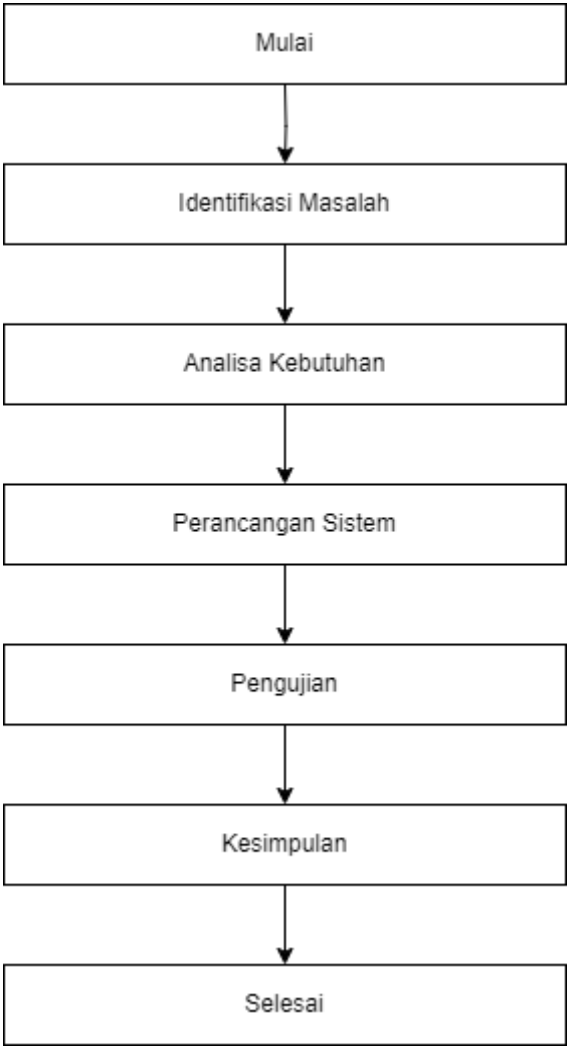 Mulai
Identifikasi Masalah
Analisa Kebutuhan
Perancangan Sistem
Pengujian
Kesimpulan
Selesai